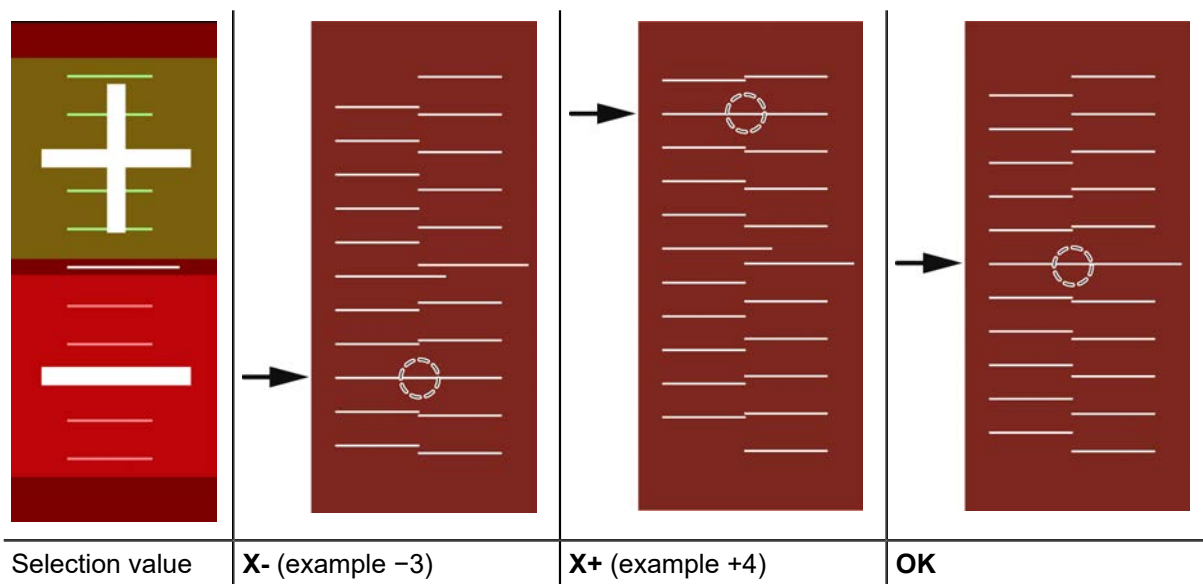 Selection value
X- (example −3)
X+ (example +4)
OK